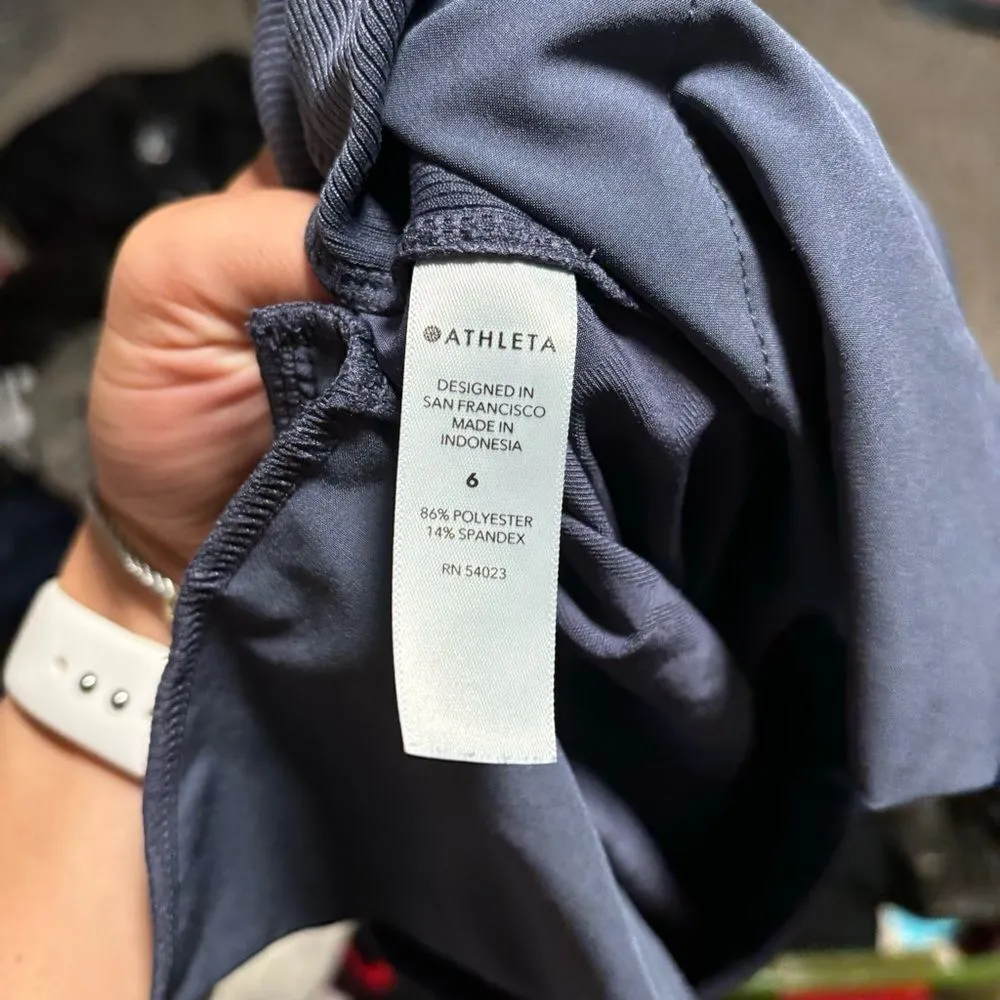 ATHLETA
DESIGNED IN
SAN FRANCISCO
MADE IN
INDONESIA
6
86% POLYESTER
14% SPANDEX
RN 54023